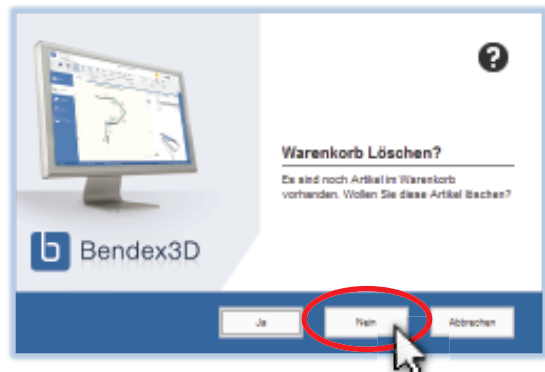 ?
Warenkorb Löschen?
Es sind noch Artikel im Warenkorb
vorhanden. Wollen Sie diese Artikel löschen?
b Bendex3D
Ja Nein Abbrechen